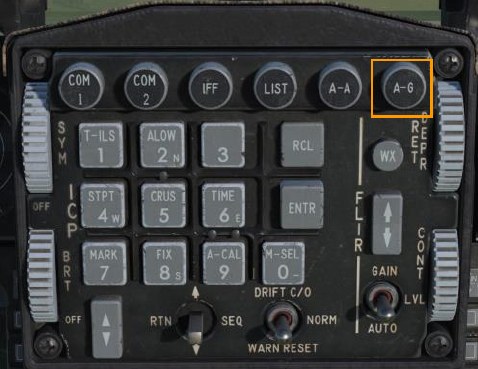 COM 1
COM 2
IFF
LIST
A-A
A-G
T-ILS 1
ALOW 2 N
3
RCL
WX
STPT 4 W
CRUS 5
TIME 6 E
ENTR
MARK 7
FIX 8 S
A-CAL 9
M-SEL 0 -
SYM
ICP
BRT
OFF
OFF
RET DEPR
FLIR
CONT
GAIN
LVL
AUTO
RTN
SEQ
DRIFT C/O
NORM
WARN RESET